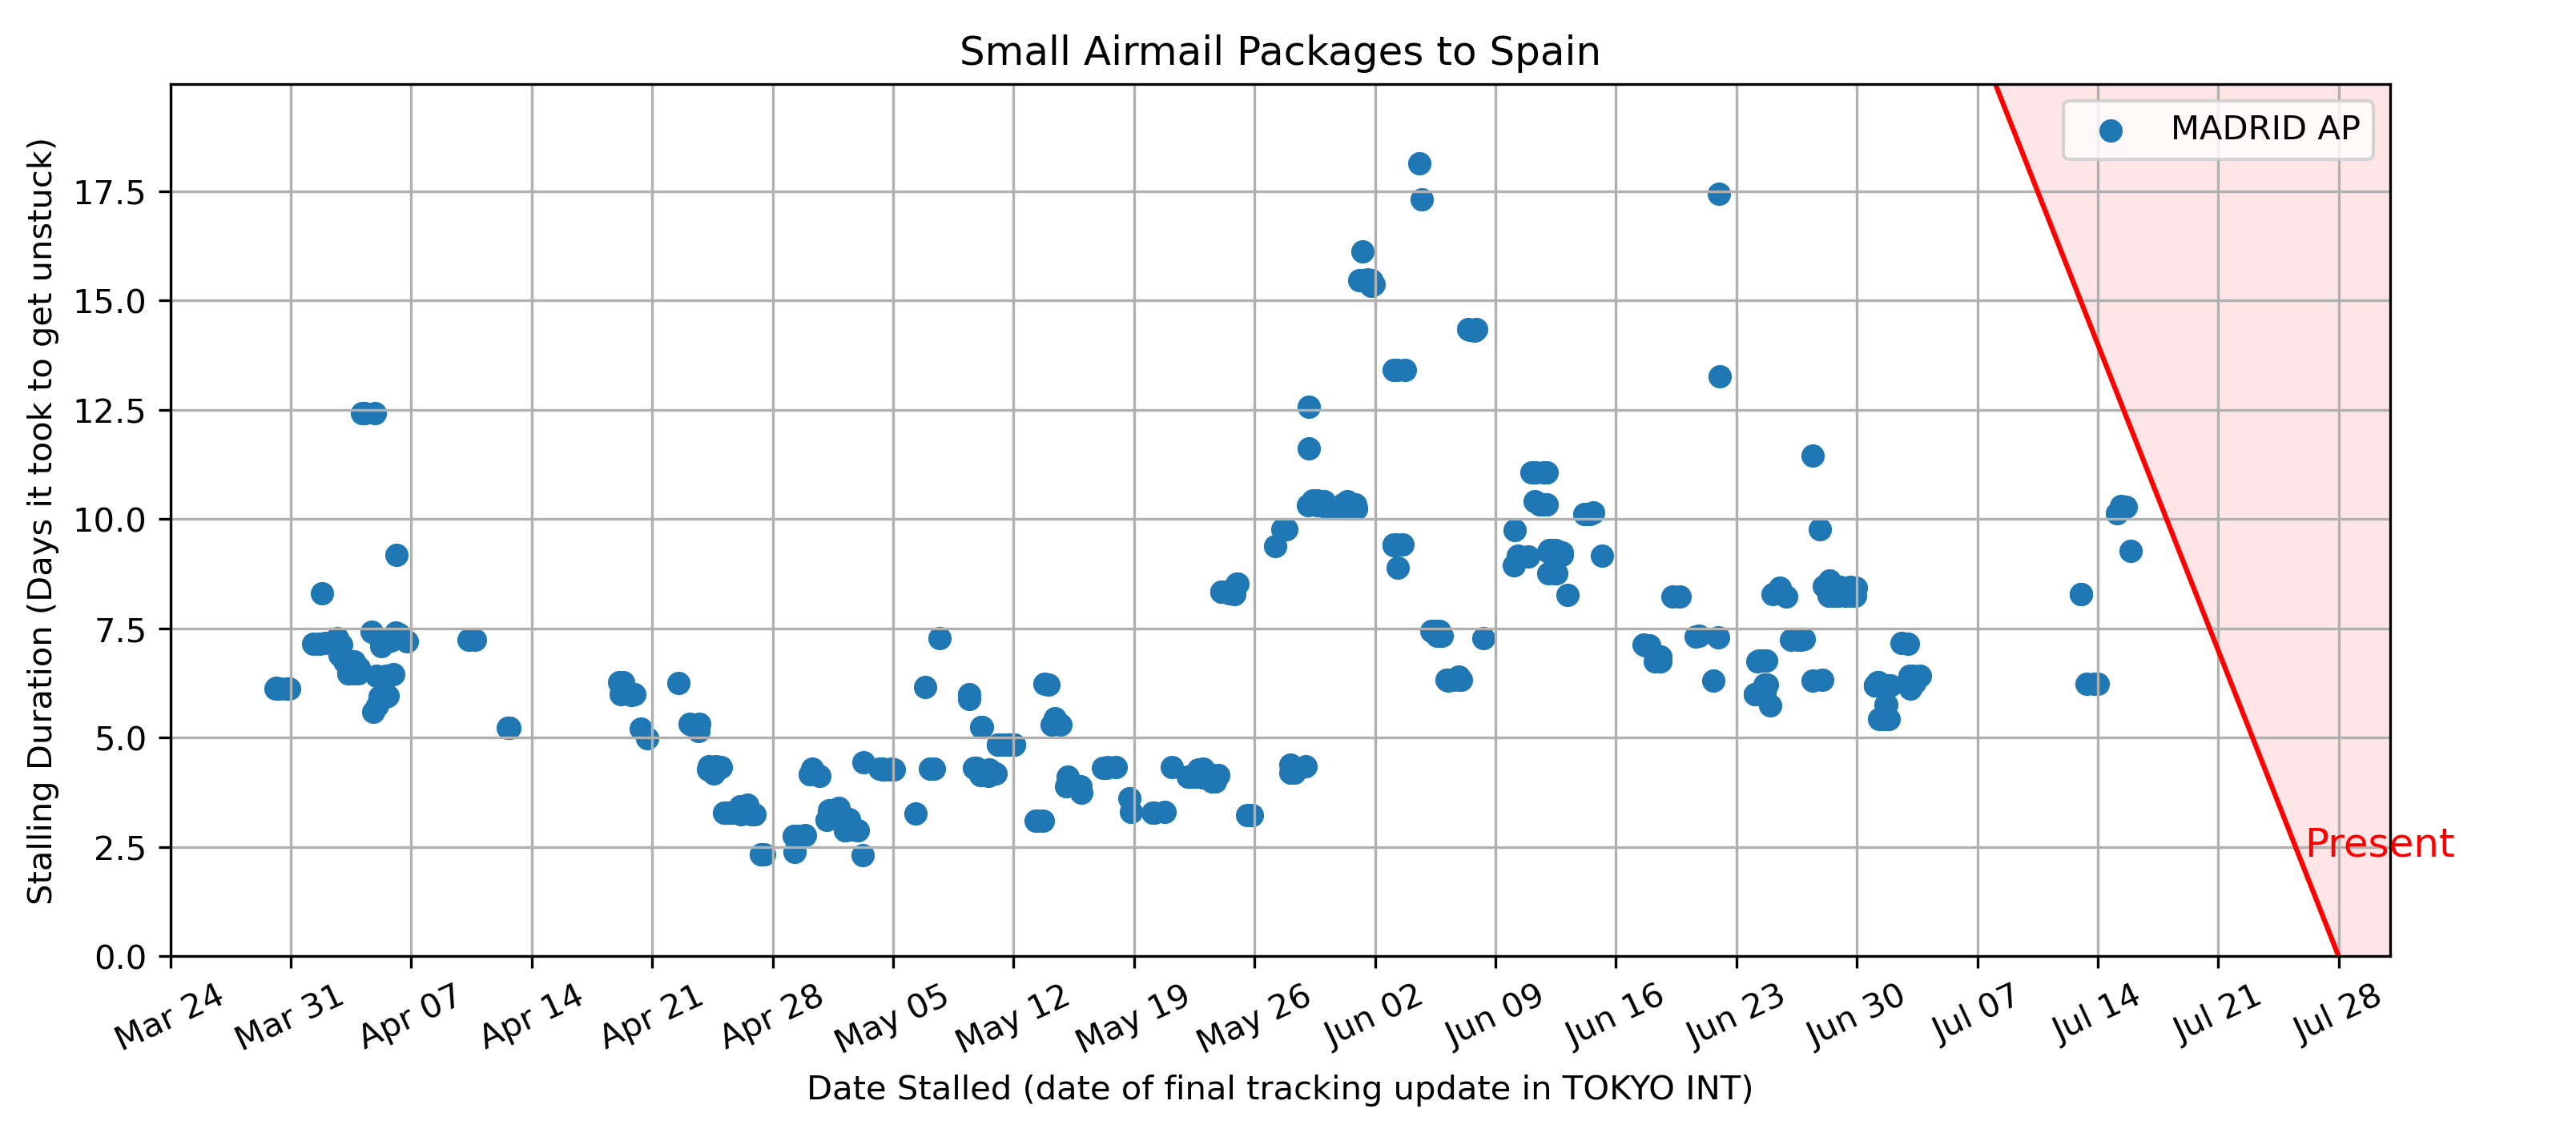 Small Airmail Packages to Spain
MADRID AP
Stalling Duration (Days it took to get unstuck)
17.5
15.0
12.5
10.0
7.5
5.0
2.5
0.0
Present
Mar 24
Mar 31
Apr 07
Apr 14
Apr 21
Apr 28
May 05
May 12
May 19
May 26
Jun 02
Jun 09
Jun 16
Jun 23
Jun 30
Jul 07
Jul 14
Jul 21
Jul 28
Date Stalled (date of final tracking update in TOKYO INT)